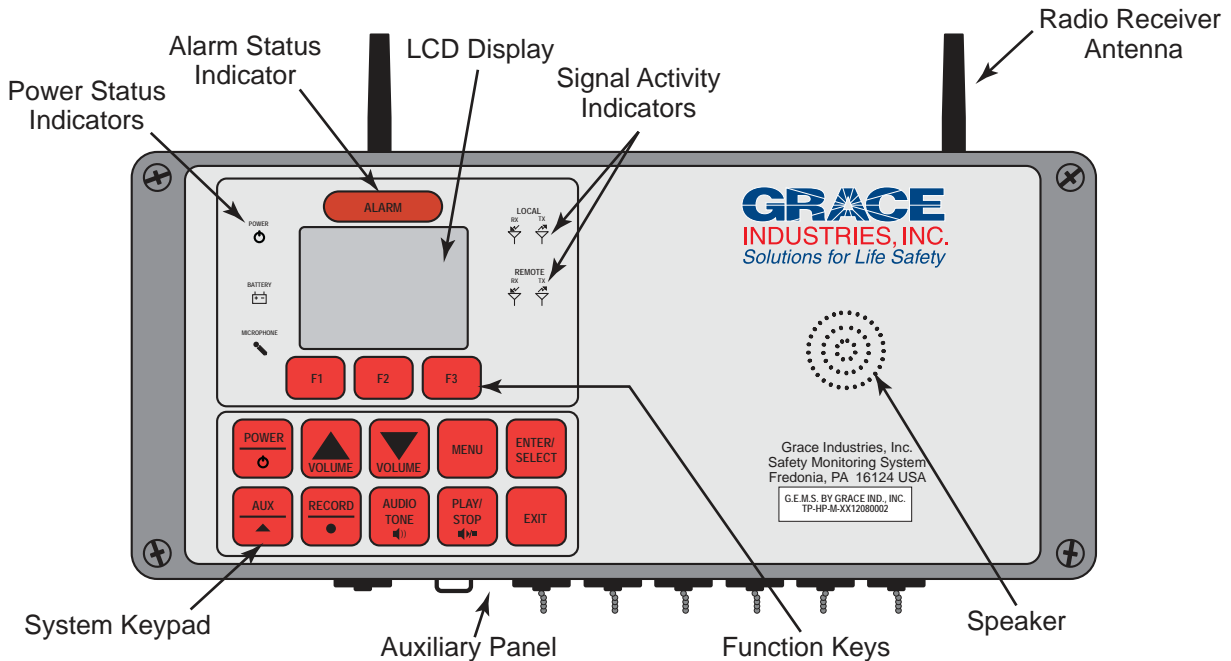 Radio Receiver
Antenna
Alarm Status
Indicator
LCD Display
Signal Activity
Indicators
Power Status
Indicators
ALARM
POWER
BATTERY
+ -
MICROPHONE
LOCAL
RX TX
REMOTE
RX TX
F1 F2 F3
GRACE
INDUSTRIES, INC.
Solutions for Life Safety
POWER
VOLUME
VOLUME
MENU
ENTER/
SELECT
AUX
RECORD
AUDIO
TONE
PLAY/
STOP
EXIT
Grace Industries, Inc.
Safety Monitoring System
Fredonia, PA 16124 USA
G.E.M.S. BY GRACE IND., INC.
TP-HP-M-XX12080002
System Keypad
Auxiliary Panel
Function Keys
Speaker